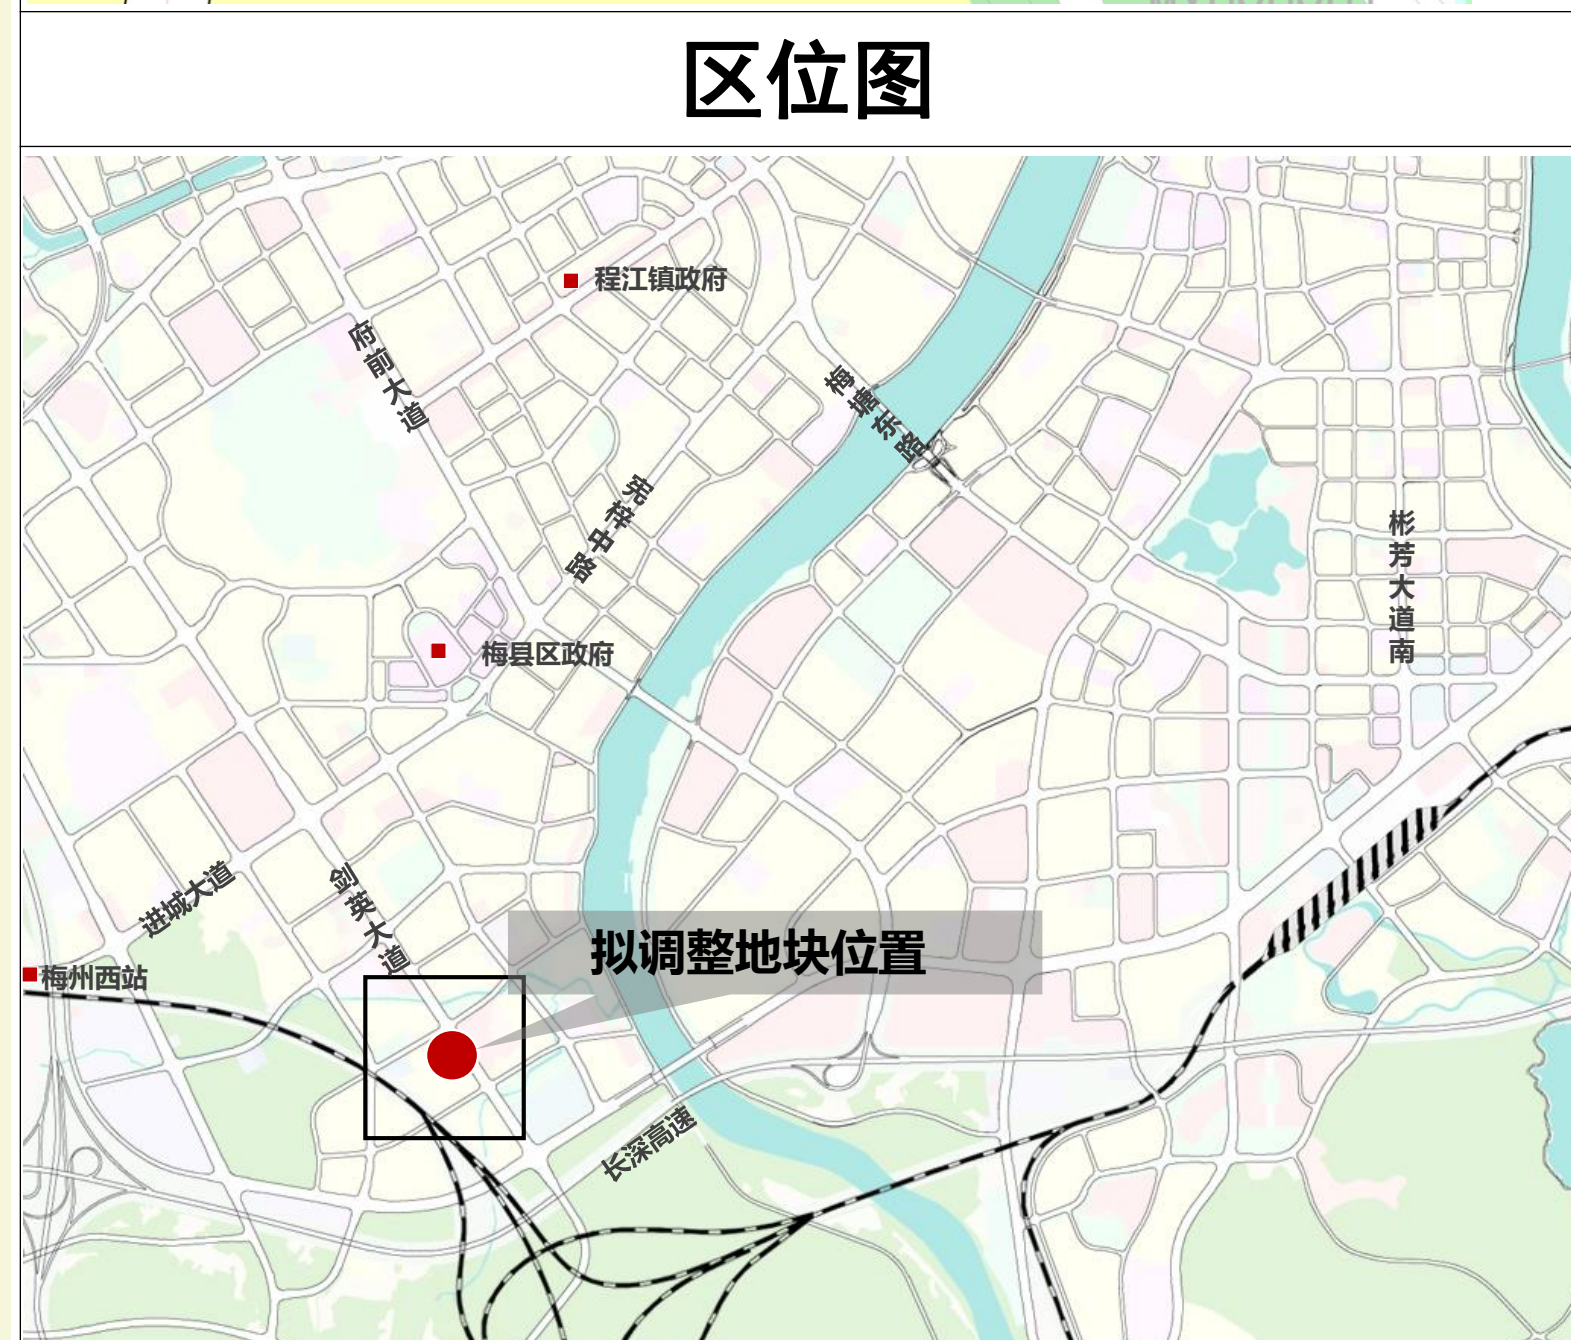 区位图
程江镇政府
府前大道
梅塘东路
宪梓中路
彬芳大道南
梅县区政府
进城大道
剑英大道
拟调整地块位置
梅州西站
长深高速